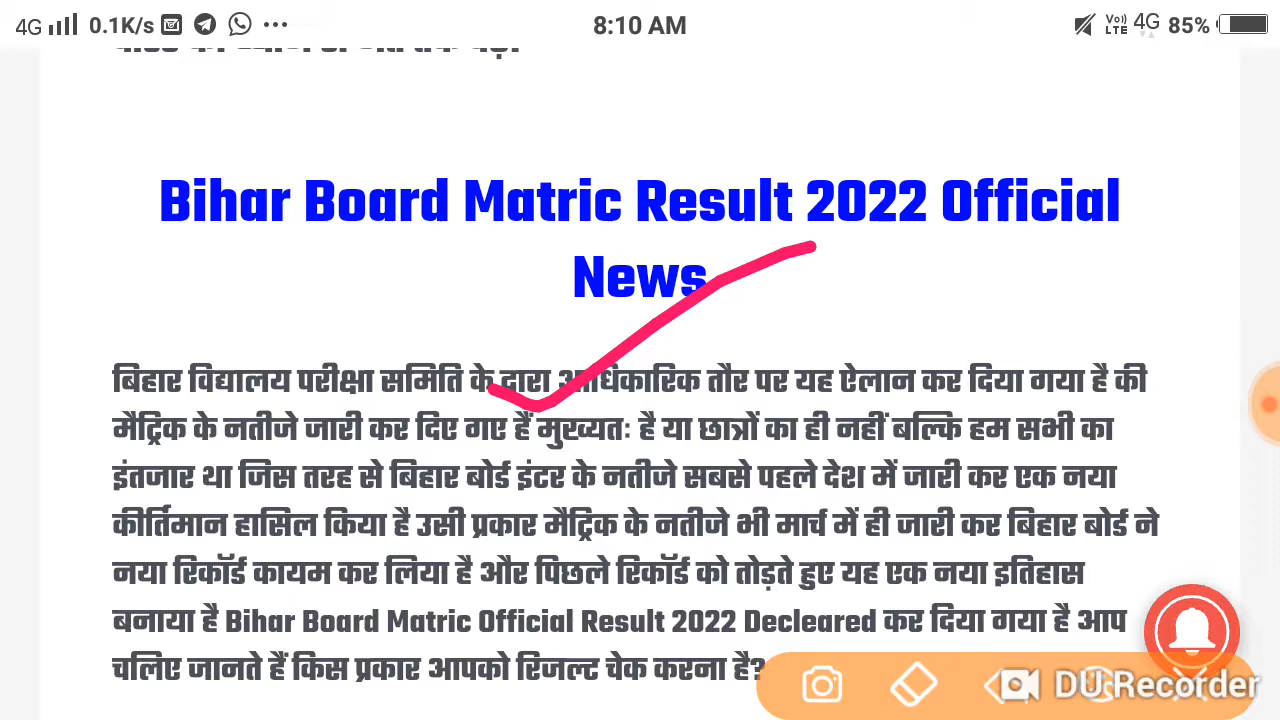 4G 0.1K/s ... 8:10 AM Vo) LTE 4G 85%
Bihar Board Matric Result 2022 Official
News
बिहार विद्यालय परीक्षा समिति के द्वारा आधिकारिक तौर पर यह ऐलान कर दिया गया है की
मैट्रिक के नतीजे जारी कर दिए गए हैं मुख्यतः है या छात्रों का ही नहीं बल्कि हम सभी का
इंतजार था जिस तरह से बिहार बोर्ड इंटर के नतीजे सबसे पहले देश में जारी कर एक नया
कीर्तिमान हासिल किया है उसी प्रकार मैट्रिक के नतीजे भी मार्च में ही जारी कर बिहार बोर्ड ने
नया रिकॉर्ड कायम कर लिया है और पिछले रिकॉर्ड को तोड़ते हुए यह एक नया इतिहास
बनाया है Bihar Board Matric Official Result 2022 Decleared कर दिया गया है आप
चलिए जानते हैं किस प्रकार आपको रिजल्ट चेक करना है?
DU Recorder